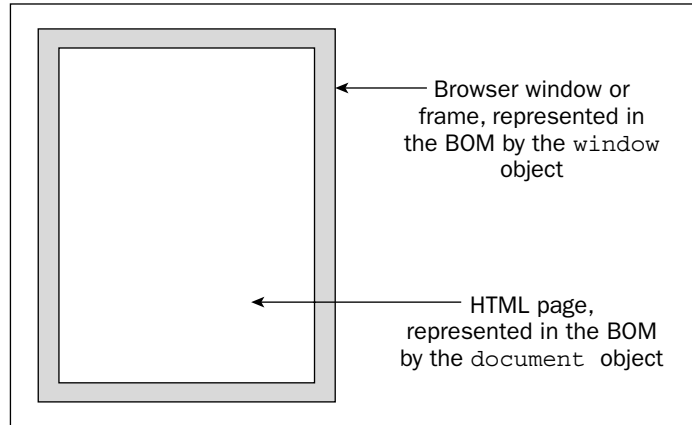 Browser window or
frame, represented in
the BOM by the window
object
HTML page,
represented in the BOM
by the document object